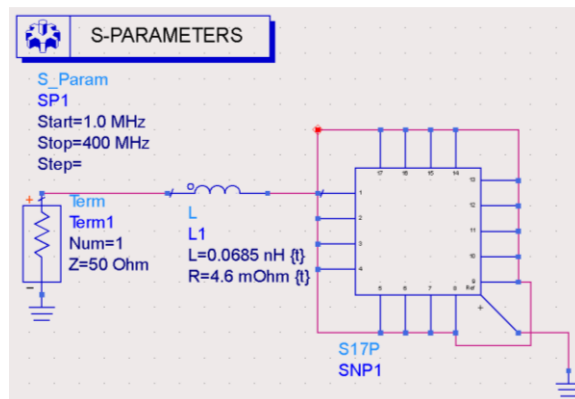 S-PARAMETERS
S_Param
SP1
Start=1.0 MHz
Stop=400 MHz
Step=
+
Term
Term1
Num=1
Z=50 Ohm
-
L
L1
L=0.0685 nH {t}
R=4.6 mOhm {t}
17 16 15 14
1
2
3
4
13
12
11
10
9
Ref
5 6 7 8
+
S17P
SNP1